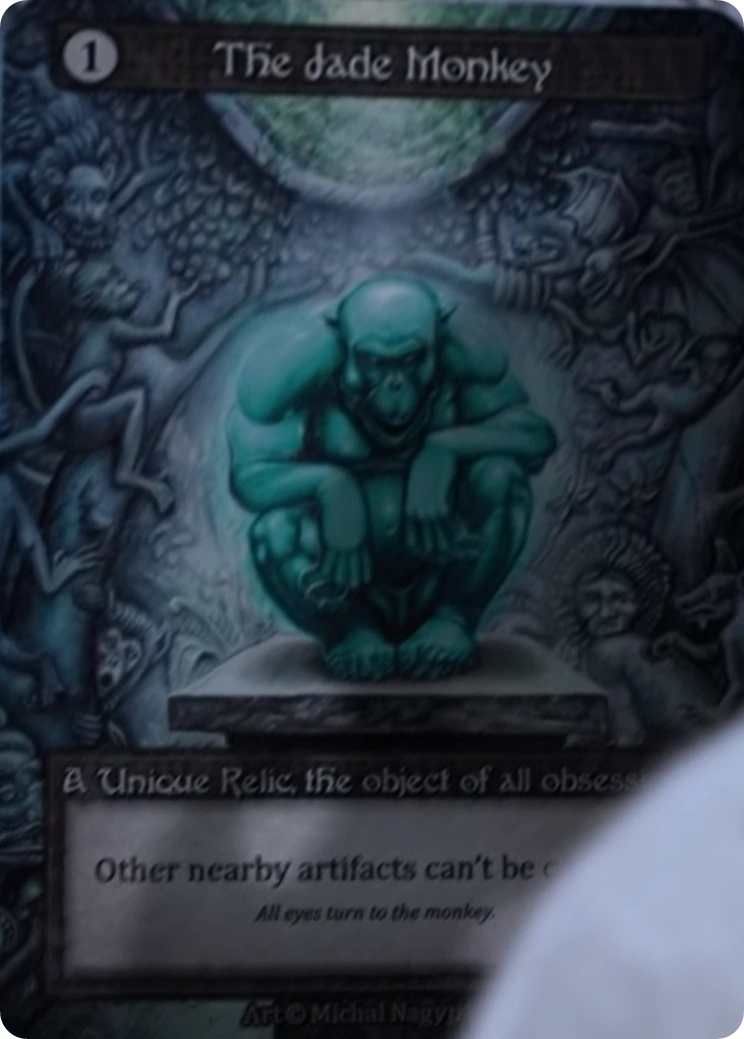 1
The Jade Monkey
A Unique Relic, the object of all
Other nearby artifacts can't be
All eyes turn to the monkey.
Art © Michal Nagy